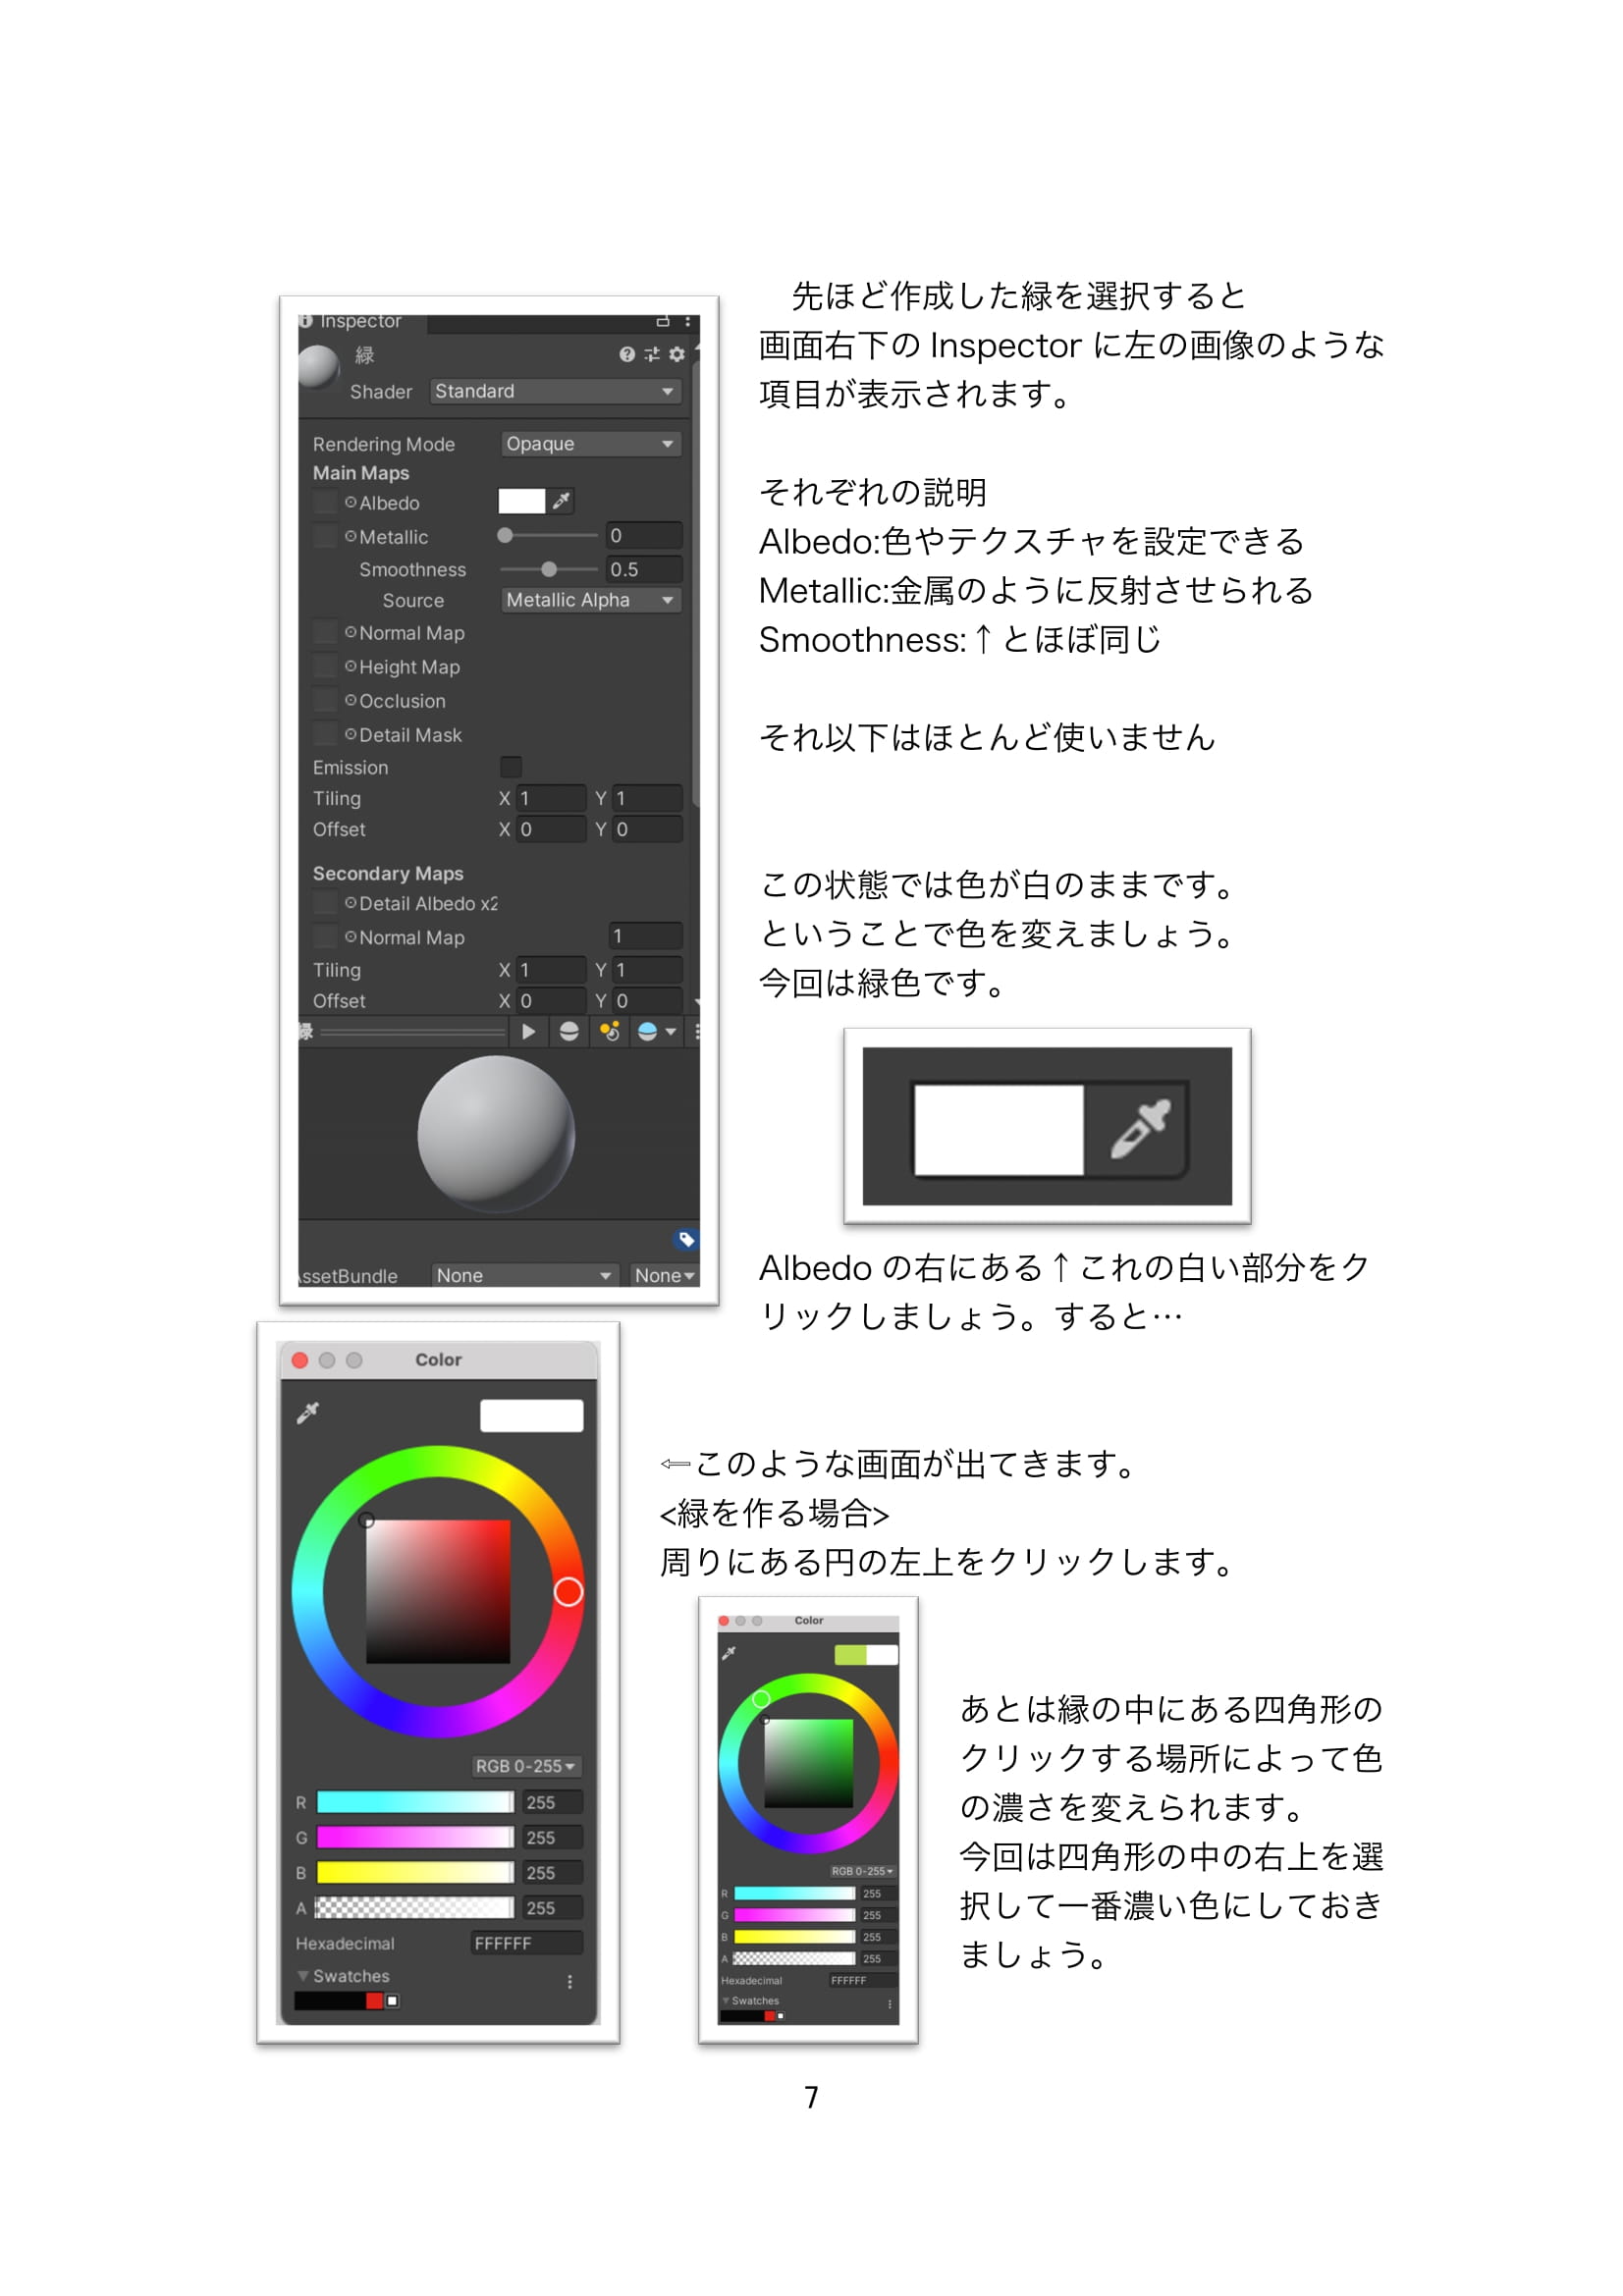 Inspector
緑
Shader Standard
Rendering Mode Opaque
Main Maps
Albedo
Metallic 0
Smoothness 0.5
Source Metallic Alpha
Normal Map
Height Map
Occlusion
Detail Mask
Emission
Tiling X 1 Y 1
Offset X 0 Y 0
Secondary Maps
Detail Albedo x2
Normal Map 1
Tiling X 1 Y 1
Offset X 0 Y 0
緑
AssetBundle None None
先ほど作成した緑を選択すると
画面右下の Inspector に左の画像のような
項目が表示されます。
それぞれの説明
Albedo:色やテクスチャを設定できる
Metallic:金属のように反射させられる
Smoothness:↑とほぼ同じ
それ以下はほとんど使いません
この状態では色が白のままです。
ということで色を変えましょう。
今回は緑色です。
Albedo の右にある↑これの白い部分をク
リックしましょう。すると…
Color
RGB 0-255
R 255
G 255
B 255
A 255
Hexadecimal FFFFFF
Swatches
⇦このような画面が出てきます。
<緑を作る場合>
周りにある円の左上をクリックします。
Color
RGB 0-255
R 255
G 255
B 255
A 255
Hexadecimal FFFFFF
Swatches
あとは縁の中にある四角形の
クリックする場所によって色
の濃さを変えられます。
今回は四角形の中の右上を選
択して一番濃い色にしておき
ましょう。
7